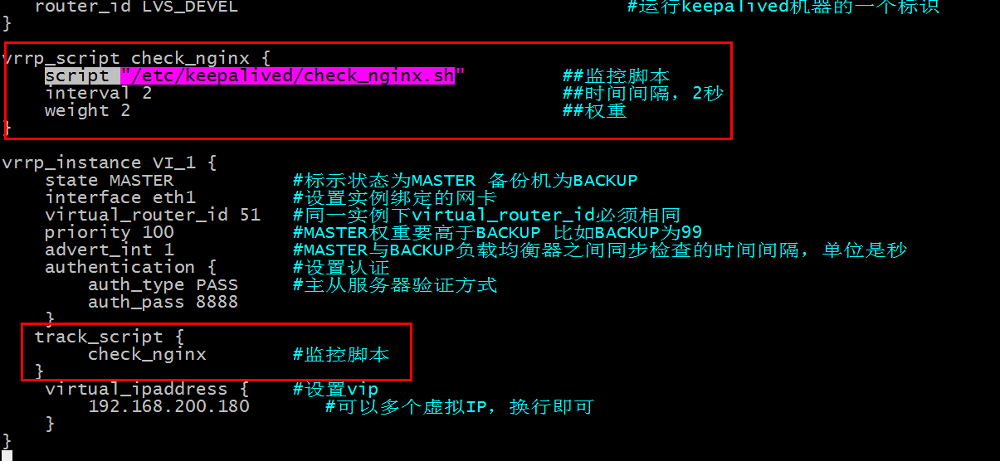 router_id LVS_DEVEL #运行keepalived机器的一个标识
}
vrrp_script check_nginx {
script "/etc/keepalived/check_nginx.sh" ##监控脚本
interval 2 ##时间间隔，2秒
weight 2 ##权重
}
vrrp_instance VI_1 {
state MASTER #标示状态为MASTER 备份机为BACKUP
interface eth1 #设置实例绑定的网卡
virtual_router_id 51 #同一实例下virtual_router_id必须相同
priority 100 #MASTER权重要高于BACKUP 比如BACKUP为99
advert_int 1 #MASTER与BACKUP负载均衡器之间同步检查的时间间隔，单位是秒
authentication { #设置认证
auth_type PASS #主从服务器验证方式
auth_pass 8888
}
track_script {
check_nginx #监控脚本
}
virtual_ipaddress { #设置vip
192.168.200.180 #可以多个虚拟IP，换行即可
}
}